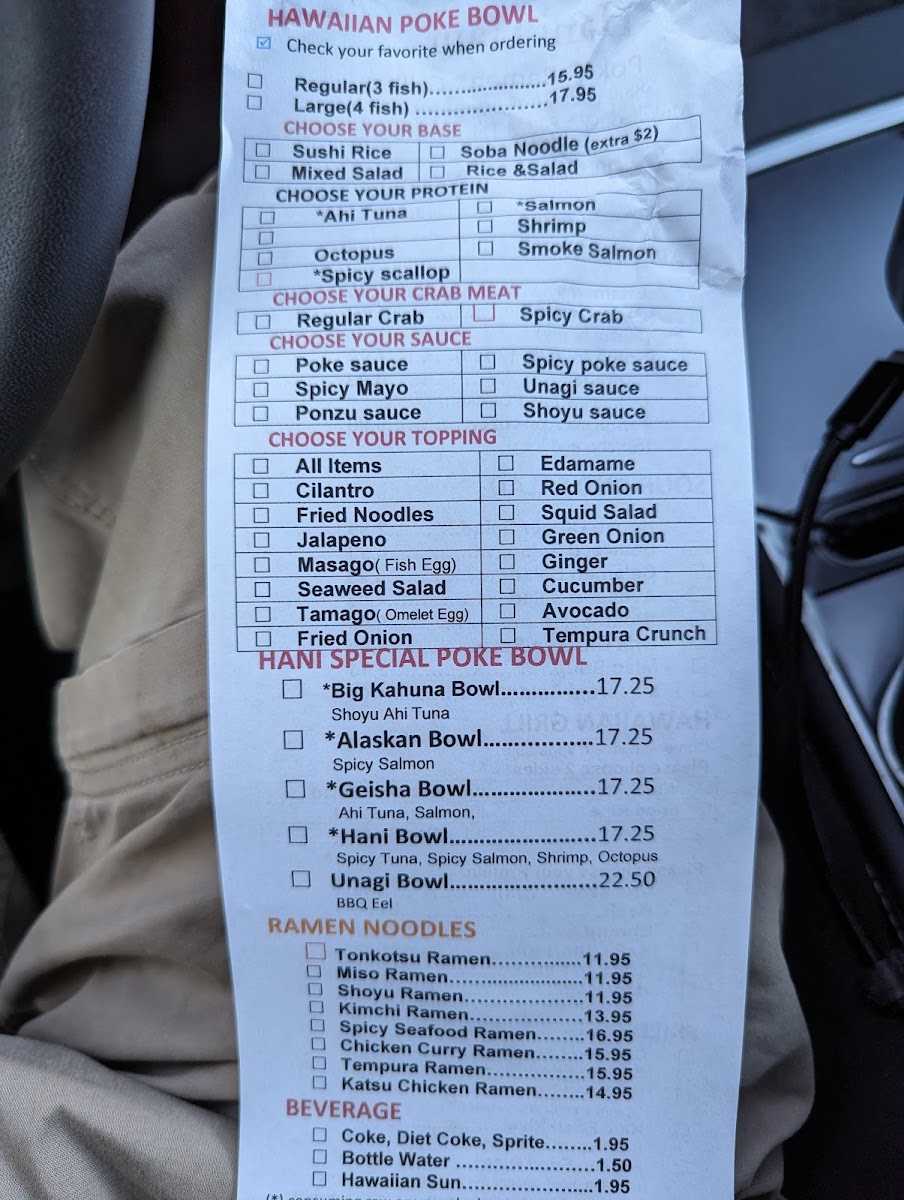 HAWAIIAN POKE BOWL
☑ Check your favorite when ordering
☐ Regular(3 fish)......................15.95
☐ Large(4 fish) .......................17.95
CHOOSE YOUR BASE
☐ Sushi Rice ☐ Soba Noodle (extra $2)
☐ Mixed Salad ☐ Rice &Salad
CHOOSE YOUR PROTEIN
☐ *Ahi Tuna ☐ *Salmon
☐ ☐ Shrimp
☐ Octopus ☐ Smoke Salmon
☐ *Spicy scallop
CHOOSE YOUR CRAB MEAT
☐ Regular Crab ☐ Spicy Crab
CHOOSE YOUR SAUCE
☐ Poke sauce ☐ Spicy poke sauce
☐ Spicy Mayo ☐ Unagi sauce
☐ Ponzu sauce ☐ Shoyu sauce
CHOOSE YOUR TOPPING
☐ All Items ☐ Edamame
☐ Cilantro ☐ Red Onion
☐ Fried Noodles ☐ Squid Salad
☐ Jalapeno ☐ Green Onion
☐ Masago( Fish Egg) ☐ Ginger
☐ Seaweed Salad ☐ Cucumber
☐ Tamago( Omelet Egg) ☐ Avocado
☐ Fried Onion ☐ Tempura Crunch
HANI SPECIAL POKE BOWL
☐ *Big Kahuna Bowl...............17.25
Shoyu Ahi Tuna
☐ *Alaskan Bowl..................17.25
Spicy Salmon
☐ *Geisha Bowl....................17.25
Ahi Tuna, Salmon,
☐ *Hani Bowl........................17.25
Spicy Tuna, Spicy Salmon, Shrimp, Octopus
☐ Unagi Bowl........................22.50
BBQ Eel
RAMEN NOODLES
☐ Tonkotsu Ramen...............11.95
☐ Miso Ramen......................11.95
☐ Shoyu Ramen....................11.95
☐ Kimchi Ramen...................13.95
☐ Spicy Seafood Ramen........16.95
☐ Chicken Curry Ramen........15.95
☐ Tempura Ramen................15.95
☐ Katsu Chicken Ramen........14.95
BEVERAGE
☐ Coke, Diet Coke, Sprite........1.95
☐ Bottle Water .......................1.50
☐ Hawaiian Sun......................1.95